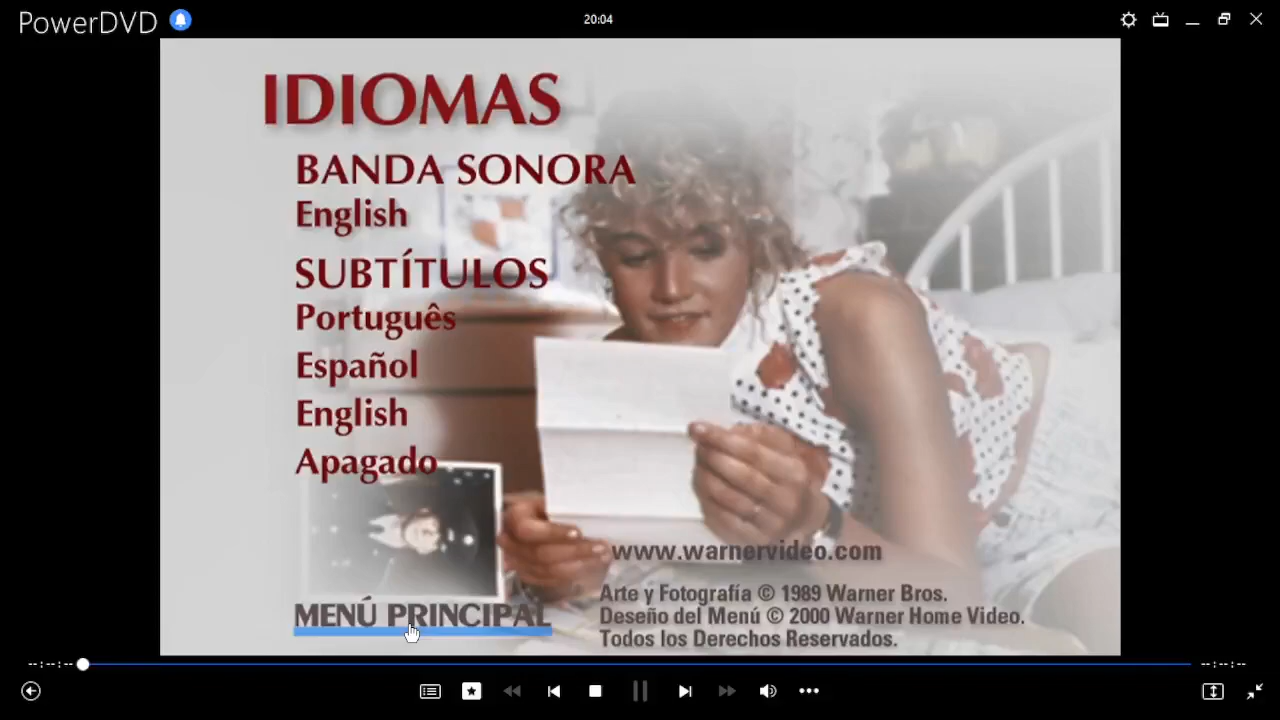 PowerDVD
20:04
IDIOMAS
BANDA SONORA
English
SUBTÍTULOS
Português
Español
English
Apagado
www.warnervideo.com
MENÚ PRINCIPAL
Arte y Fotografía © 1989 Warner Bros.
Deseño del Menú © 2000 Warner Home Video.
Todos los Derechos Reservados.
--:--:--
--:--:--